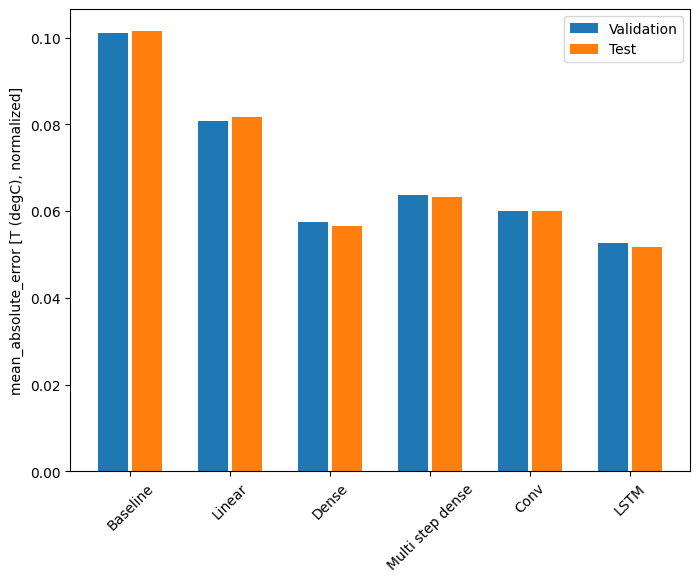 Validation
Test
mean_absolute_error [T (degC), normalized]
0.10
0.08
0.06
0.04
0.02
0.00
Baseline
Linear
Dense
Multi step dense
Conv
LSTM